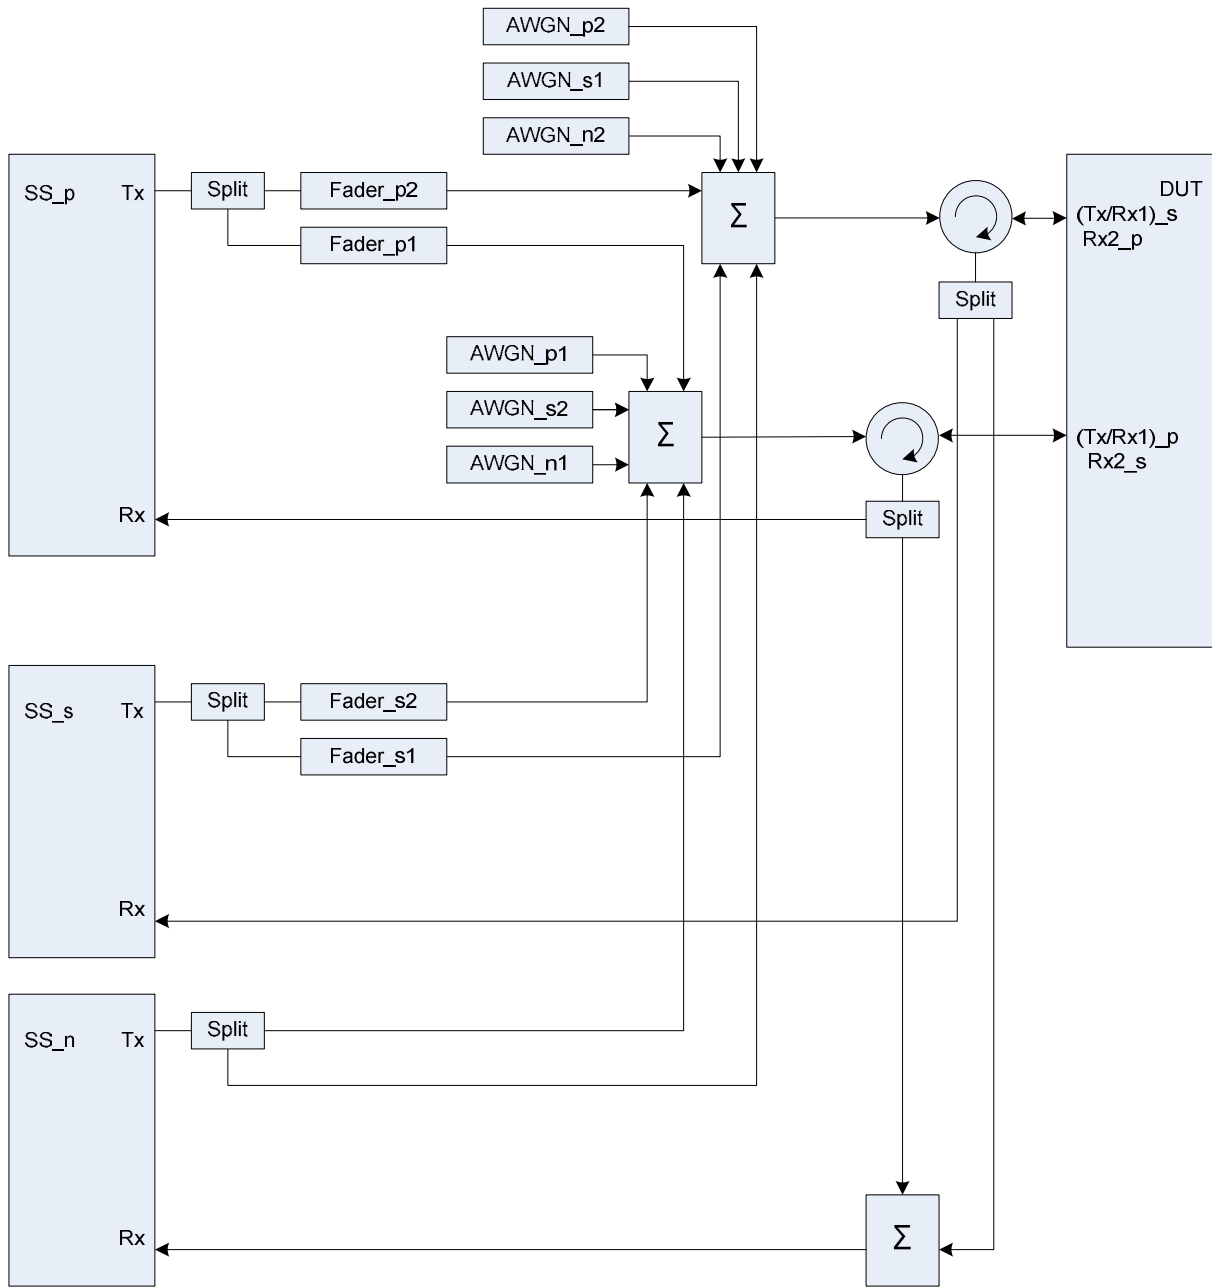 AWGN_p2
AWGN_s1
AWGN_n2
SS_p
Tx
Split
Fader_p2
Fader_p1
Σ
DUT
(Tx/Rx1)_s
Rx2_p
Split
AWGN_p1
AWGN_s2
AWGN_n1
Σ
(Tx/Rx1)_p
Rx2_s
Rx
Split
SS_s
Tx
Split
Fader_s2
Fader_s1
Rx
SS_n
Tx
Split
Rx
Σ